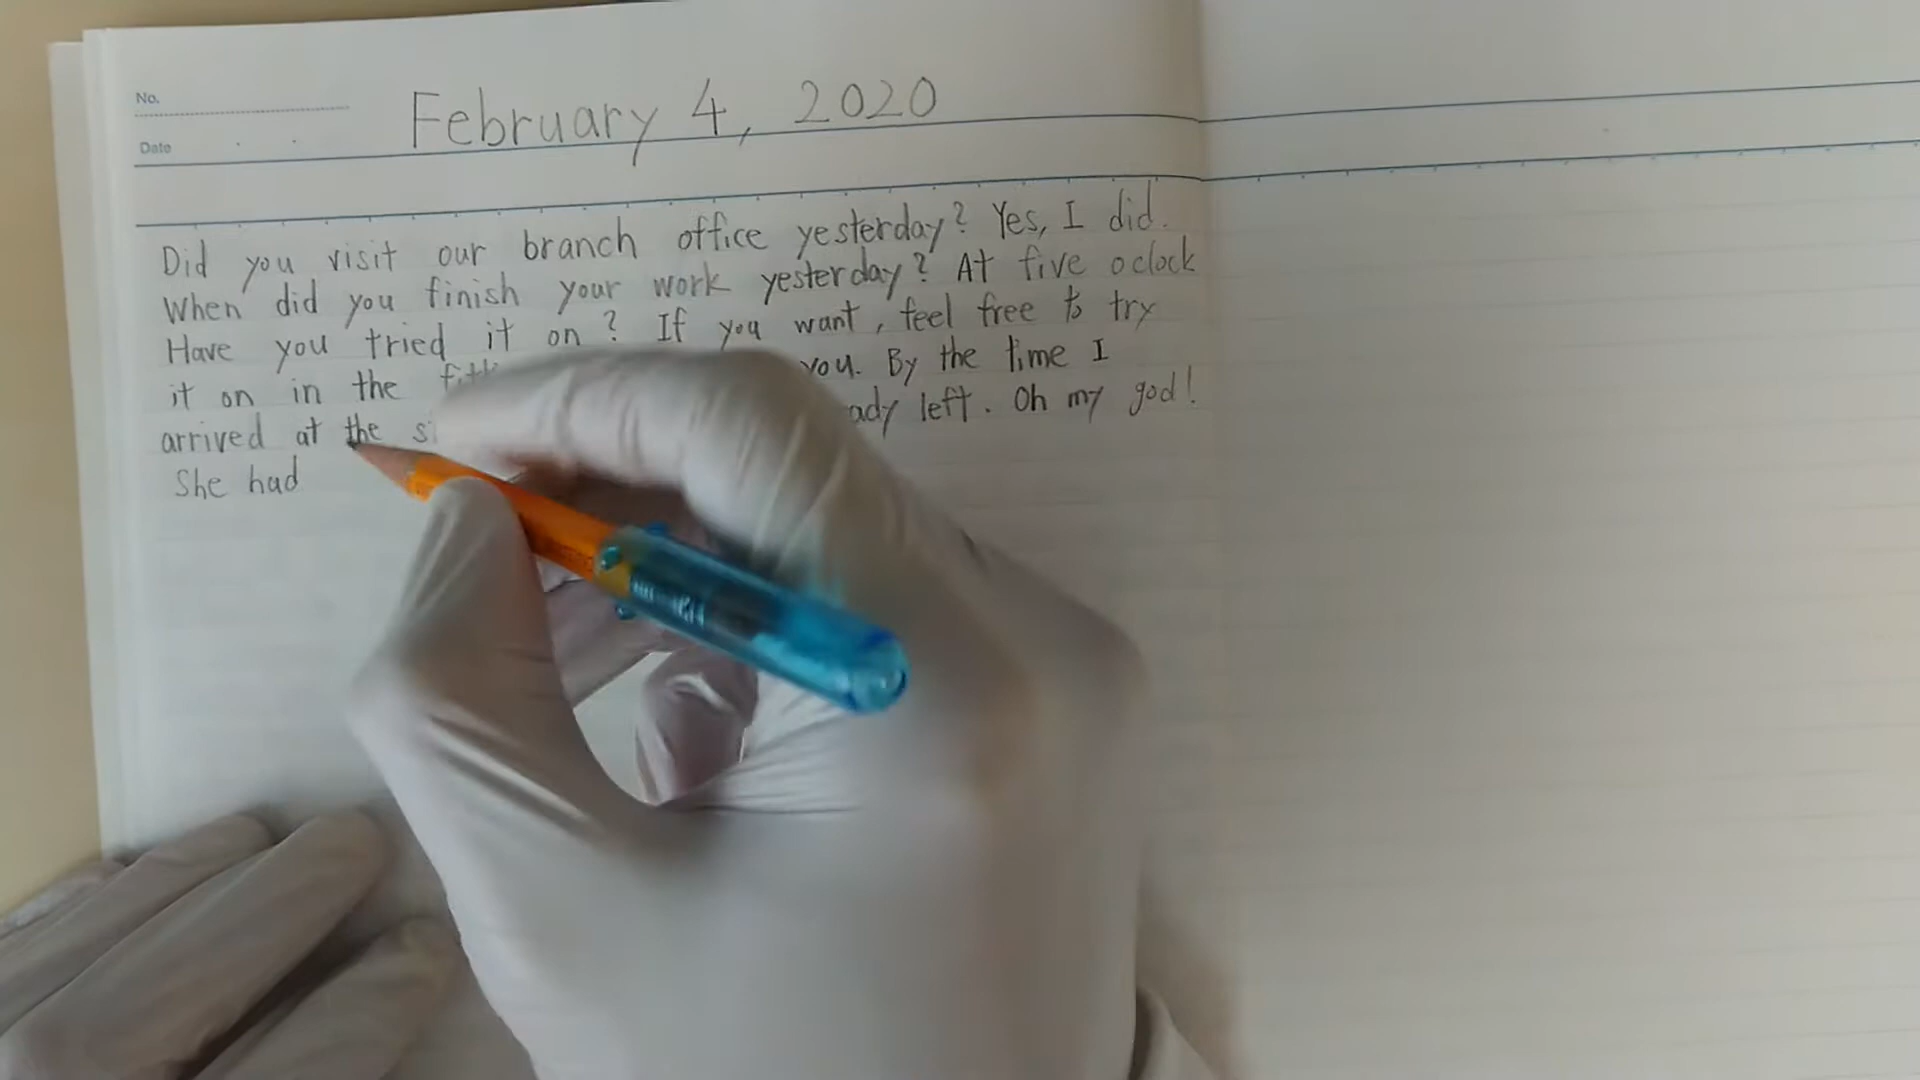 No.
Date
February 4, 2020
Did you visit our branch office yesterday? Yes, I did.
When did you finish your work yesterday? At five oclock
Have you tried it on? If you want, feel free to try
it on in the you. By the time I
arrived at the left. Oh my god!
She had